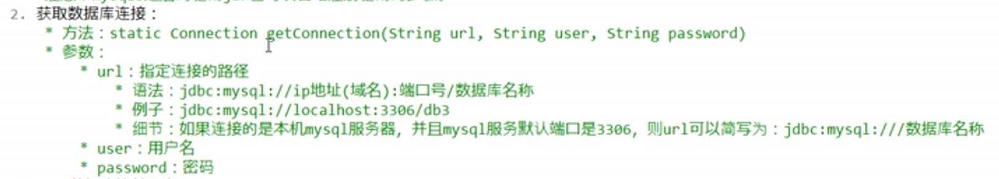 2. 获取数据库连接：
* 方法：static Connection getConnection(String url, String user, String password)
* 参数：
* url：指定连接的路径
* 语法：jdbc:mysql://ip地址(域名):端口号/数据库名称
* 例子：jdbc:mysql://localhost:3306/db3
* 细节：如果连接的是本机mysql服务器，并且mysql服务默认端口是3306，则url可以简写为：jdbc:mysql:///数据库名称
* user：用户名
* password：密码